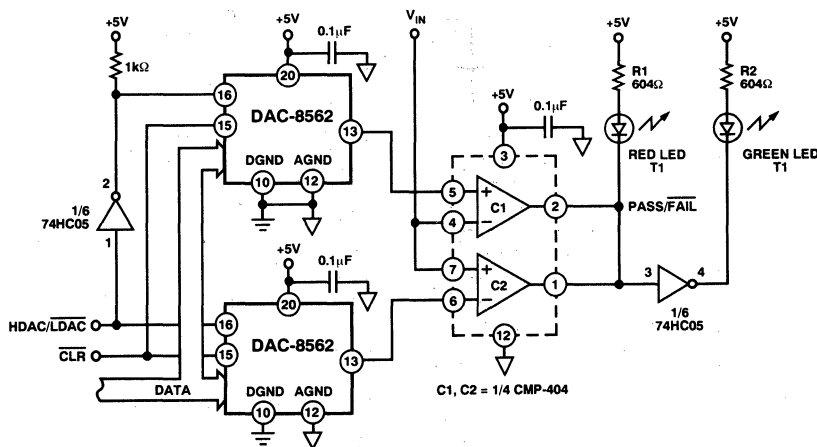 +5V
1kΩ
+5V
0.1μF
20
16
15
DAC-8562
13
DGND
AGND
10
12
2
1/6
74HC05
1
+5V
0.1μF
20
HDAC/LDAC
CLR
DATA
16
15
DAC-8562
13
DGND
AGND
10
12
VIN
+5V
0.1μF
3
5
+
4
−
C1
2
7
+
6
−
C2
1
12
C1, C2 = 1/4 CMP-404
+5V
R1
604Ω
RED LED
T1
+5V
R2
604Ω
GREEN LED
T1
PASS/FAIL
3
4
1/6
74HC05